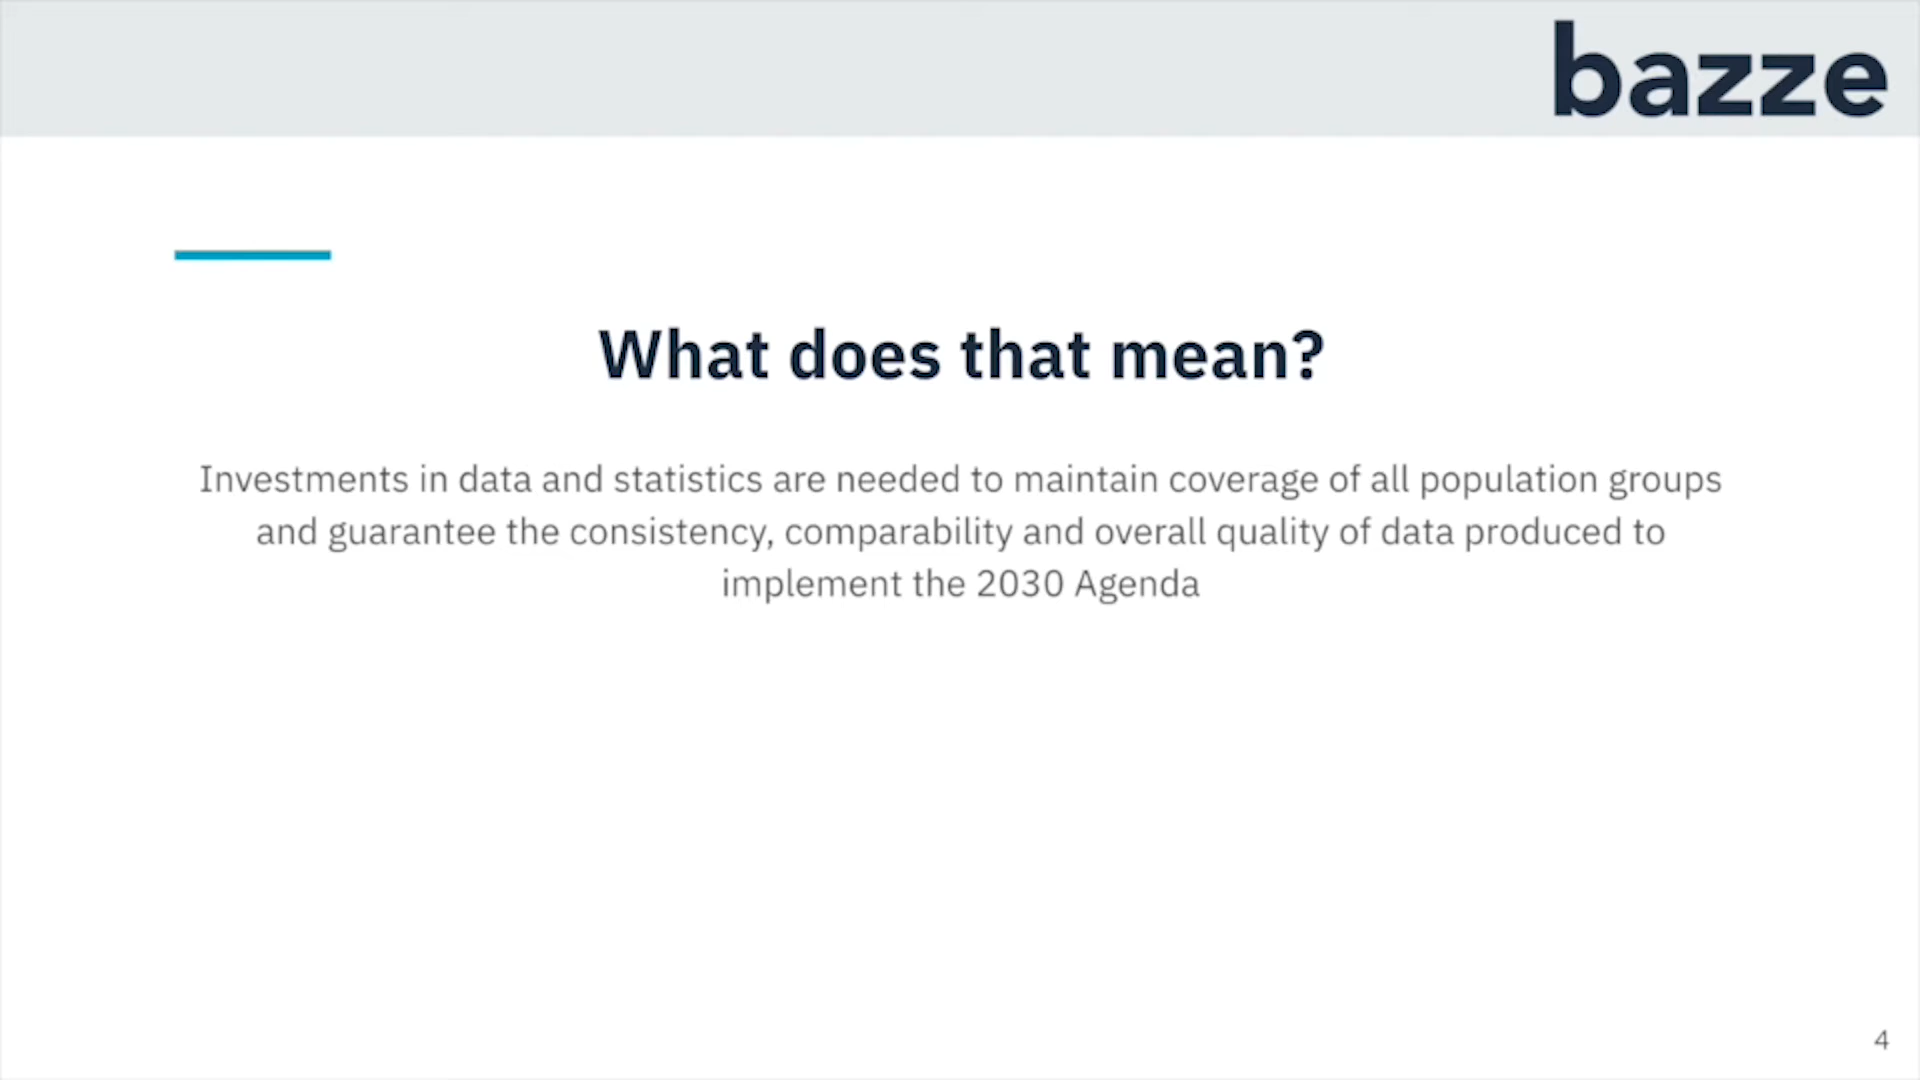 bazze
What does that mean?
Investments in data and statistics are needed to maintain coverage of all population groups
and guarantee the consistency, comparability and overall quality of data produced to
implement the 2030 Agenda
4